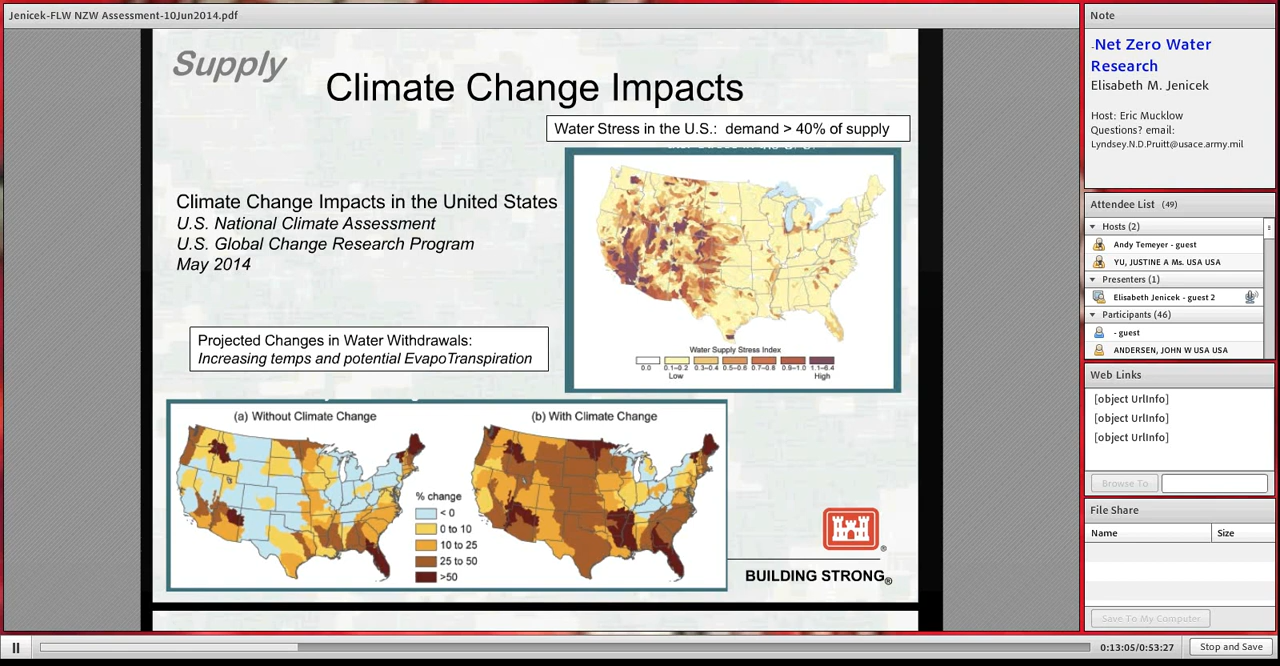 Jenicek-FLW NZW Assessment-10Jun2014.pdf
Supply
Climate Change Impacts
Water Stress in the U.S.: demand > 40% of supply
Climate Change Impacts in the United States
U.S. National Climate Assessment
U.S. Global Change Research Program
May 2014
Water Supply Stress Index
0.0 0.1–0.2 0.3–0.4 0.5–0.6 0.7–0.8 0.9–1.0 1.1–6.4
Low High
Projected Changes in Water Withdrawals:
Increasing temps and potential EvapoTranspiration
(a) Without Climate Change
(b) With Climate Change
% change
< 0
0 to 10
10 to 25
25 to 50
>50
BUILDING STRONG®
Note
-Net Zero Water
Research
Elisabeth M. Jenicek
Host: Eric Mucklow
Questions? email:
Lyndsey.N.D.Pruitt@usace.army.mil
Attendee List (49)
Hosts (2)
Andy Temeyer - guest
YU, JUSTINE A Ms. USA USA
Presenters (1)
Elisabeth Jenicek - guest 2
Participants (46)
- guest
ANDERSEN, JOHN W USA USA
Web Links
[object UrlInfo]
[object UrlInfo]
[object UrlInfo]
Browse To
File Share
Name Size
Save To My Computer
0:13:05/0:53:27
Stop and Save